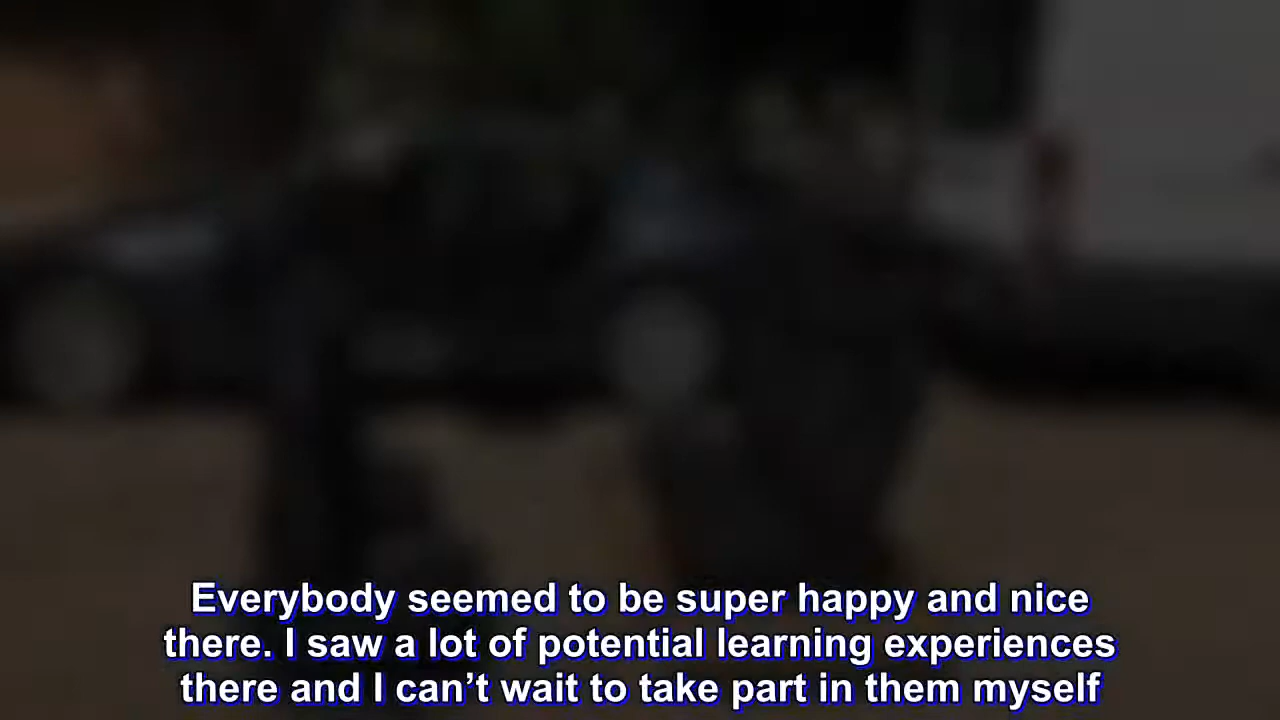 Everybody seemed to be super happy and nice
there. I saw a lot of potential learning experiences
there and I can’t wait to take part in them myself